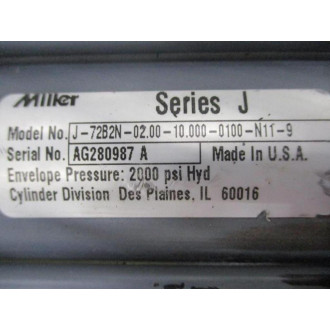 Miller Series J
Model No. J-72B2N-02.00-10.000-0100-N11-9
Serial No. AG280987 A Made In U.S.A.
Envelope Pressure: 2000 psi Hyd
Cylinder Division Des Plaines, IL 60016